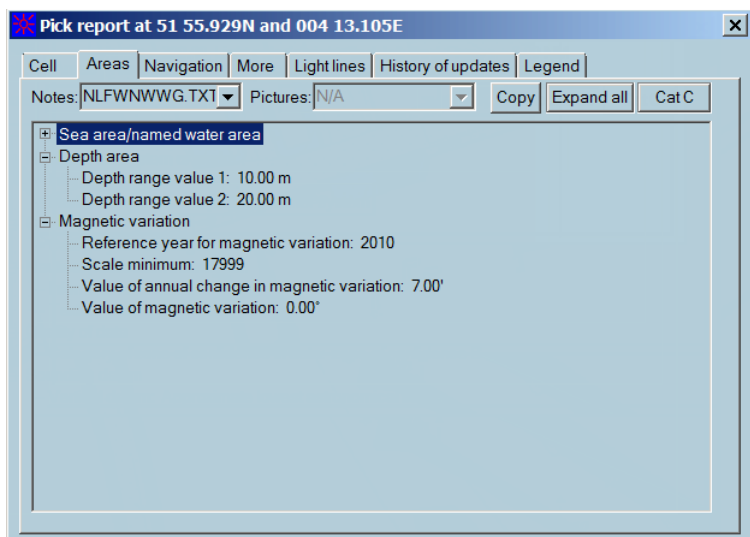 Pick report at 51 55.929N and 004 13.105E
Cell Areas Navigation More Light lines History of updates Legend
Notes: NLFWNWWG.TXT Pictures: N/A Copy Expand all Cat C
Sea area/named water area
Depth area
Depth range value 1: 10.00 m
Depth range value 2: 20.00 m
Magnetic variation
Reference year for magnetic variation: 2010
Scale minimum: 17999
Value of annual change in magnetic variation: 7.00'
Value of magnetic variation: 0.00°